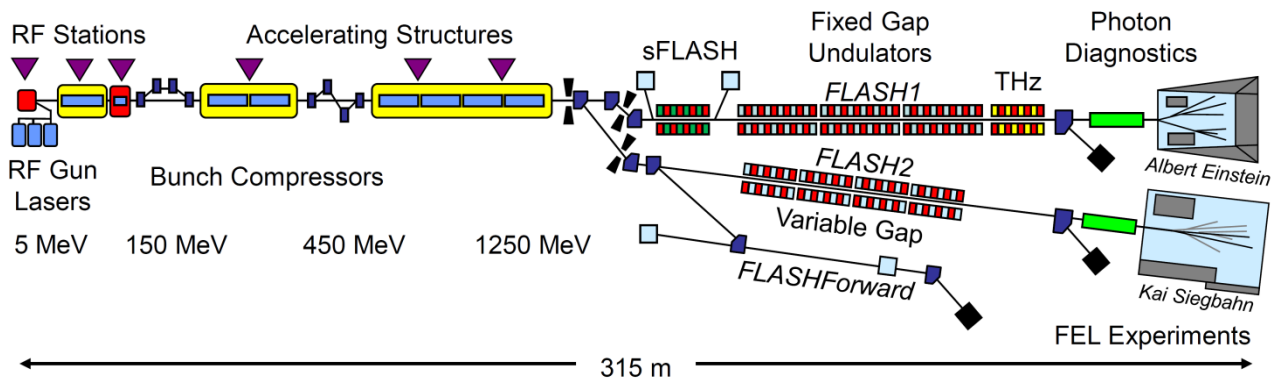 RF Stations
Accelerating Structures
sFLASH
Fixed Gap
Undulators
FLASH1
THz
Photon
Diagnostics
Albert Einstein
RF Gun
Lasers
Bunch Compressors
FLASH2
Variable Gap
FLASHForward
Kai Siegbahn
5 MeV
150 MeV
450 MeV
1250 MeV
FEL Experiments
315 m